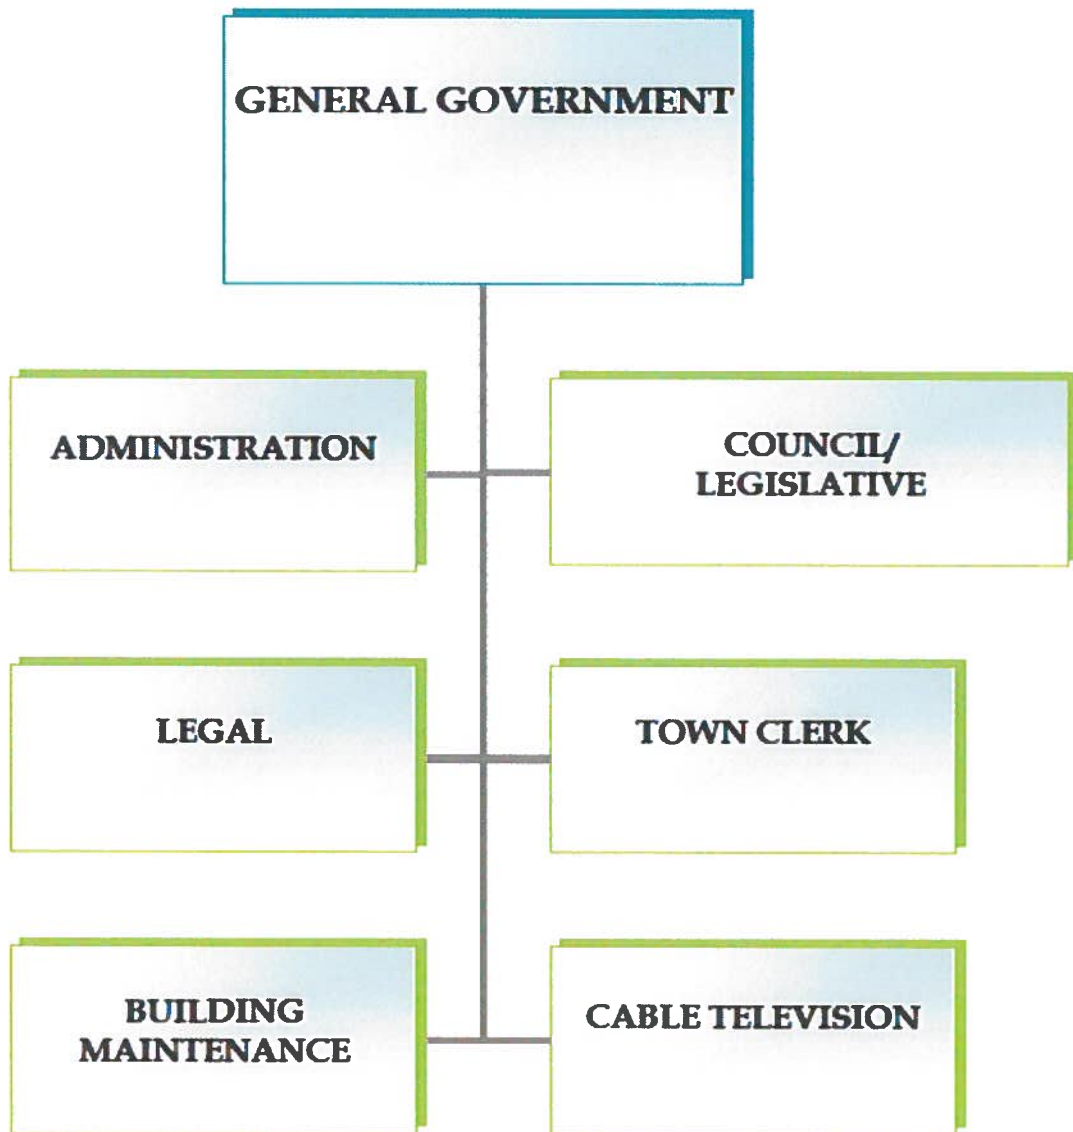 GENERAL GOVERNMENT
ADMINISTRATION
COUNCIL/
LEGISLATIVE
LEGAL
TOWN CLERK
BUILDING
MAINTENANCE
CABLE TELEVISION